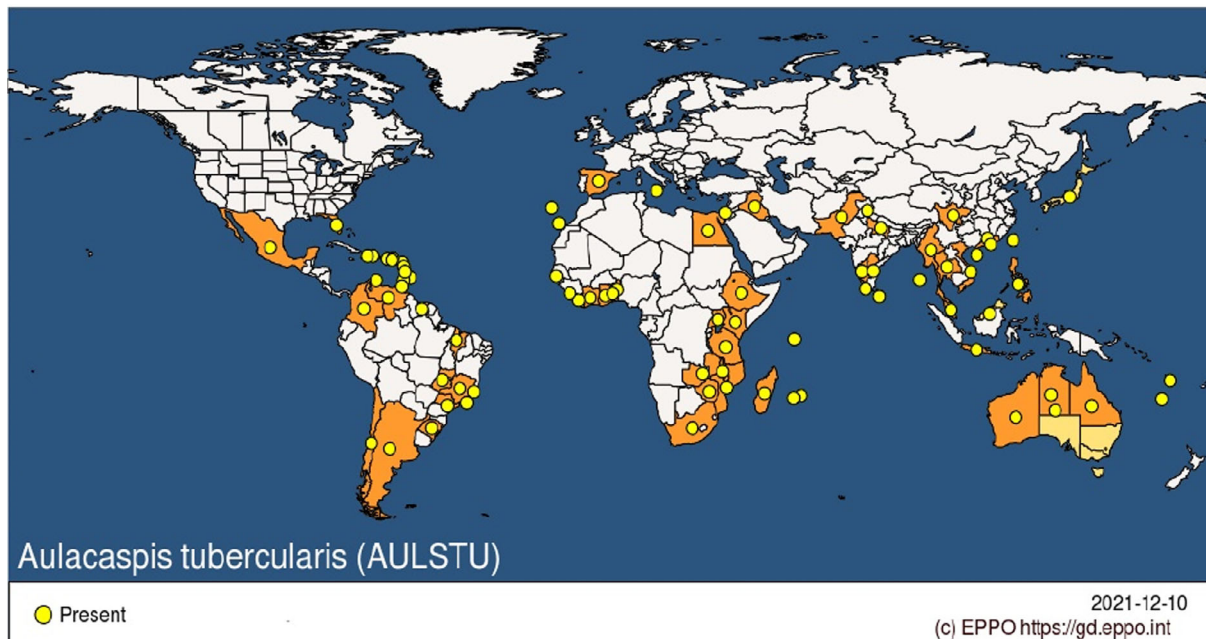 Aulacaspis tubercularis (AULSTU)
Present
2021-12-10
(c) EPPO https://gd.eppo.int